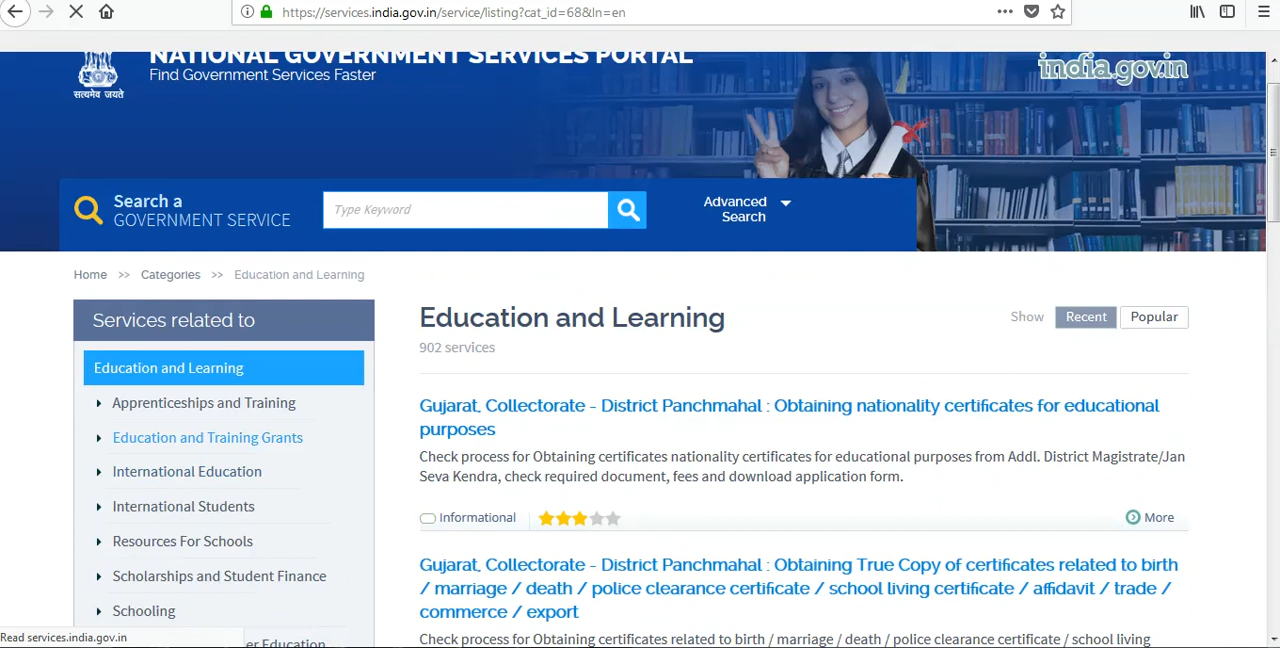 https://services.india.gov.in/service/listing?cat_id=68&ln=en
NATIONAL GOVERNMENT SERVICES PORTAL
Find Government Services Faster
सत्यमेव जयते
india.gov.in
Search a
GOVERNMENT SERVICE
Type Keyword
Advanced
Search
Home >> Categories >> Education and Learning
Services related to
Education and Learning
Apprenticeships and Training
Education and Training Grants
International Education
International Students
Resources For Schools
Scholarships and Student Finance
Schooling
er Education
Read services.india.gov.in
Education and Learning
Show Recent Popular
902 services
Gujarat, Collectorate - District Panchmahal : Obtaining nationality certificates for educational
purposes
Check process for Obtaining certificates nationality certificates for educational purposes from Addl. District Magistrate/Jan
Seva Kendra, check required document, fees and download application form.
Informational
More
Gujarat, Collectorate - District Panchmahal : Obtaining True Copy of certificates related to birth
/ marriage / death / police clearance certificate / school living certificate / affidavit / trade /
commerce / export
Check process for Obtaining certificates related to birth / marriage / death / police clearance certificate / school living